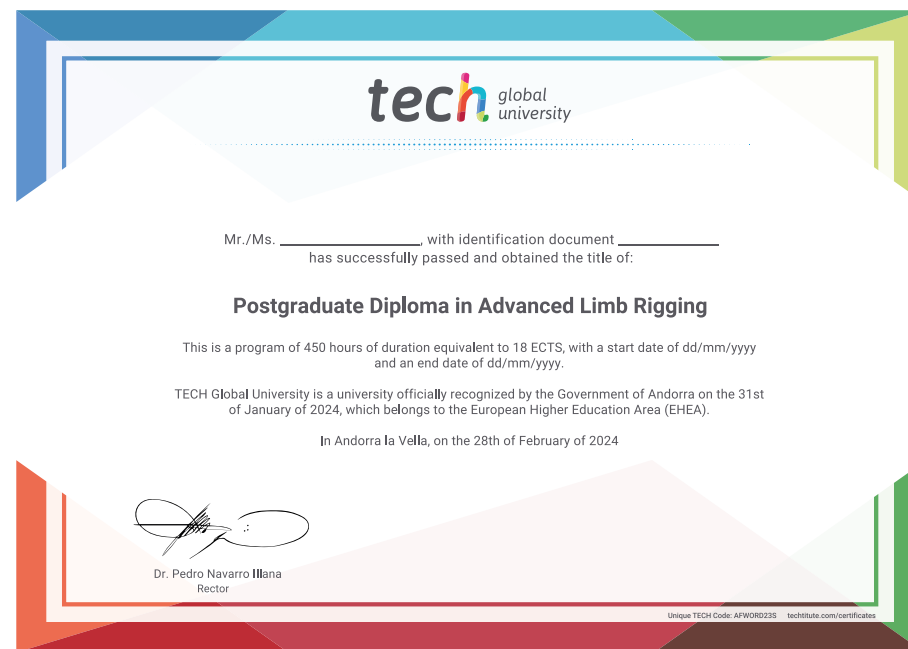 tech global university
Mr./Ms. ____________, with identification document ____________
has successfully passed and obtained the title of:
Postgraduate Diploma in Advanced Limb Rigging
This is a program of 450 hours of duration equivalent to 18 ECTS, with a start date of dd/mm/yyyy
and an end date of dd/mm/yyyy.
TECH Global University is a university officially recognized by the Government of Andorra on the 31st
of January of 2024, which belongs to the European Higher Education Area (EHEA).
In Andorra la Vella, on the 28th of February of 2024
Dr. Pedro Navarro Illana
Rector
Unique TECH Code: AFWORD23S techtitute.com/certificates